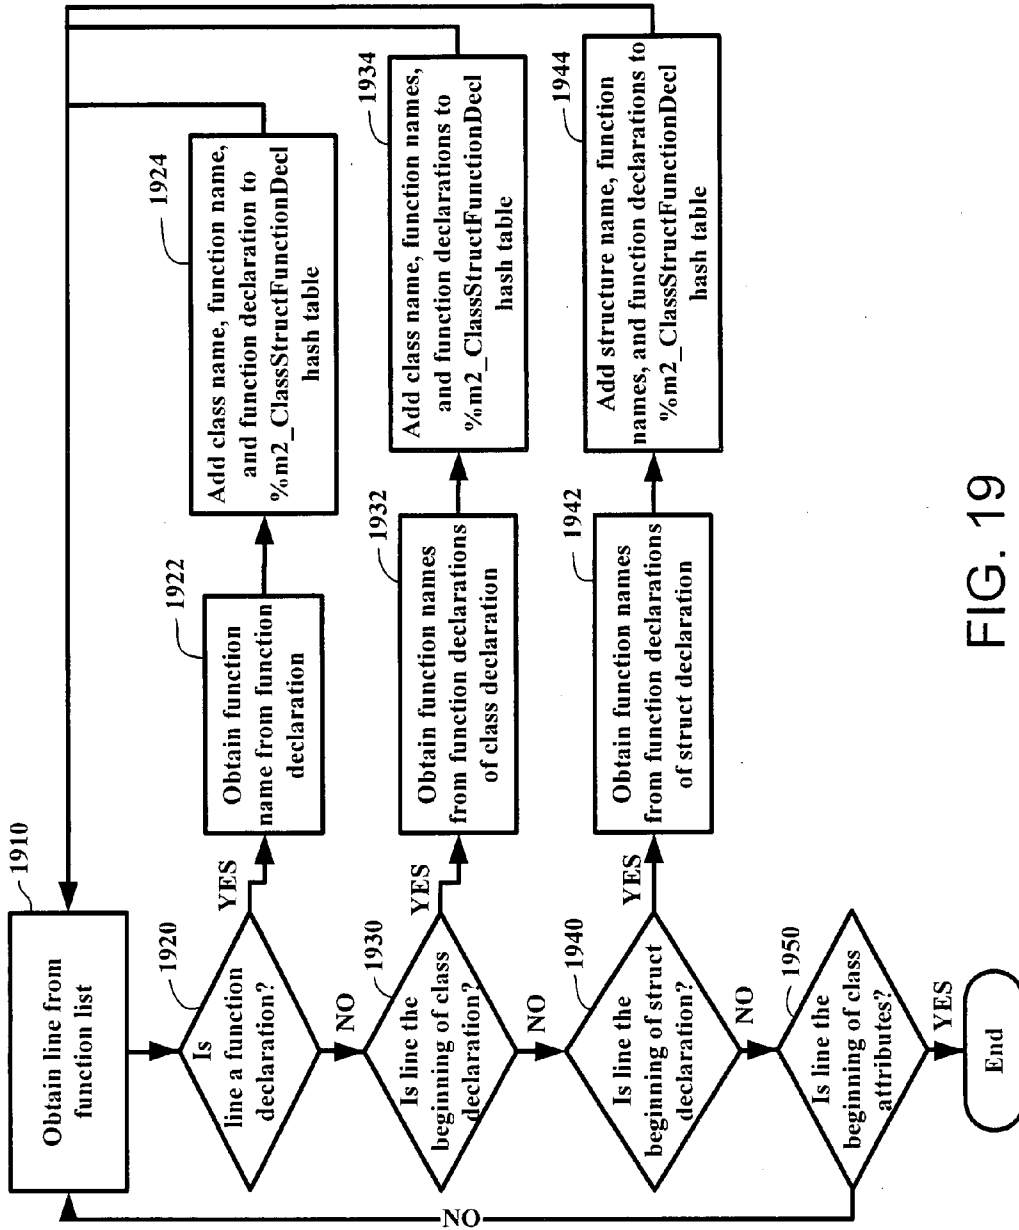 1910
Obtain line from
function list
1920
Is
line a function
declaration?
YES
1922
Obtain function
name from function
declaration
1924
Add class name, function name,
and function declaration to
%m2_ClassStructFunctionDecl
hash table
NO
1930
Is line the
beginning of class
declaration?
YES
1932
Obtain function names
from function declarations
of class declaration
1934
Add class name, function names,
and function declarations to
%m2_ClassStructFunctionDecl
hash table
NO
1940
Is line the
beginning of struct
declaration?
YES
1942
Obtain function names
from function declarations
of struct declaration
1944
Add structure name, function
names, and function declarations to
%m2_ClassStructFunctionDecl
hash table
NO
1950
Is line the
beginning of class
attributes?
NO
YES
End
FIG. 19